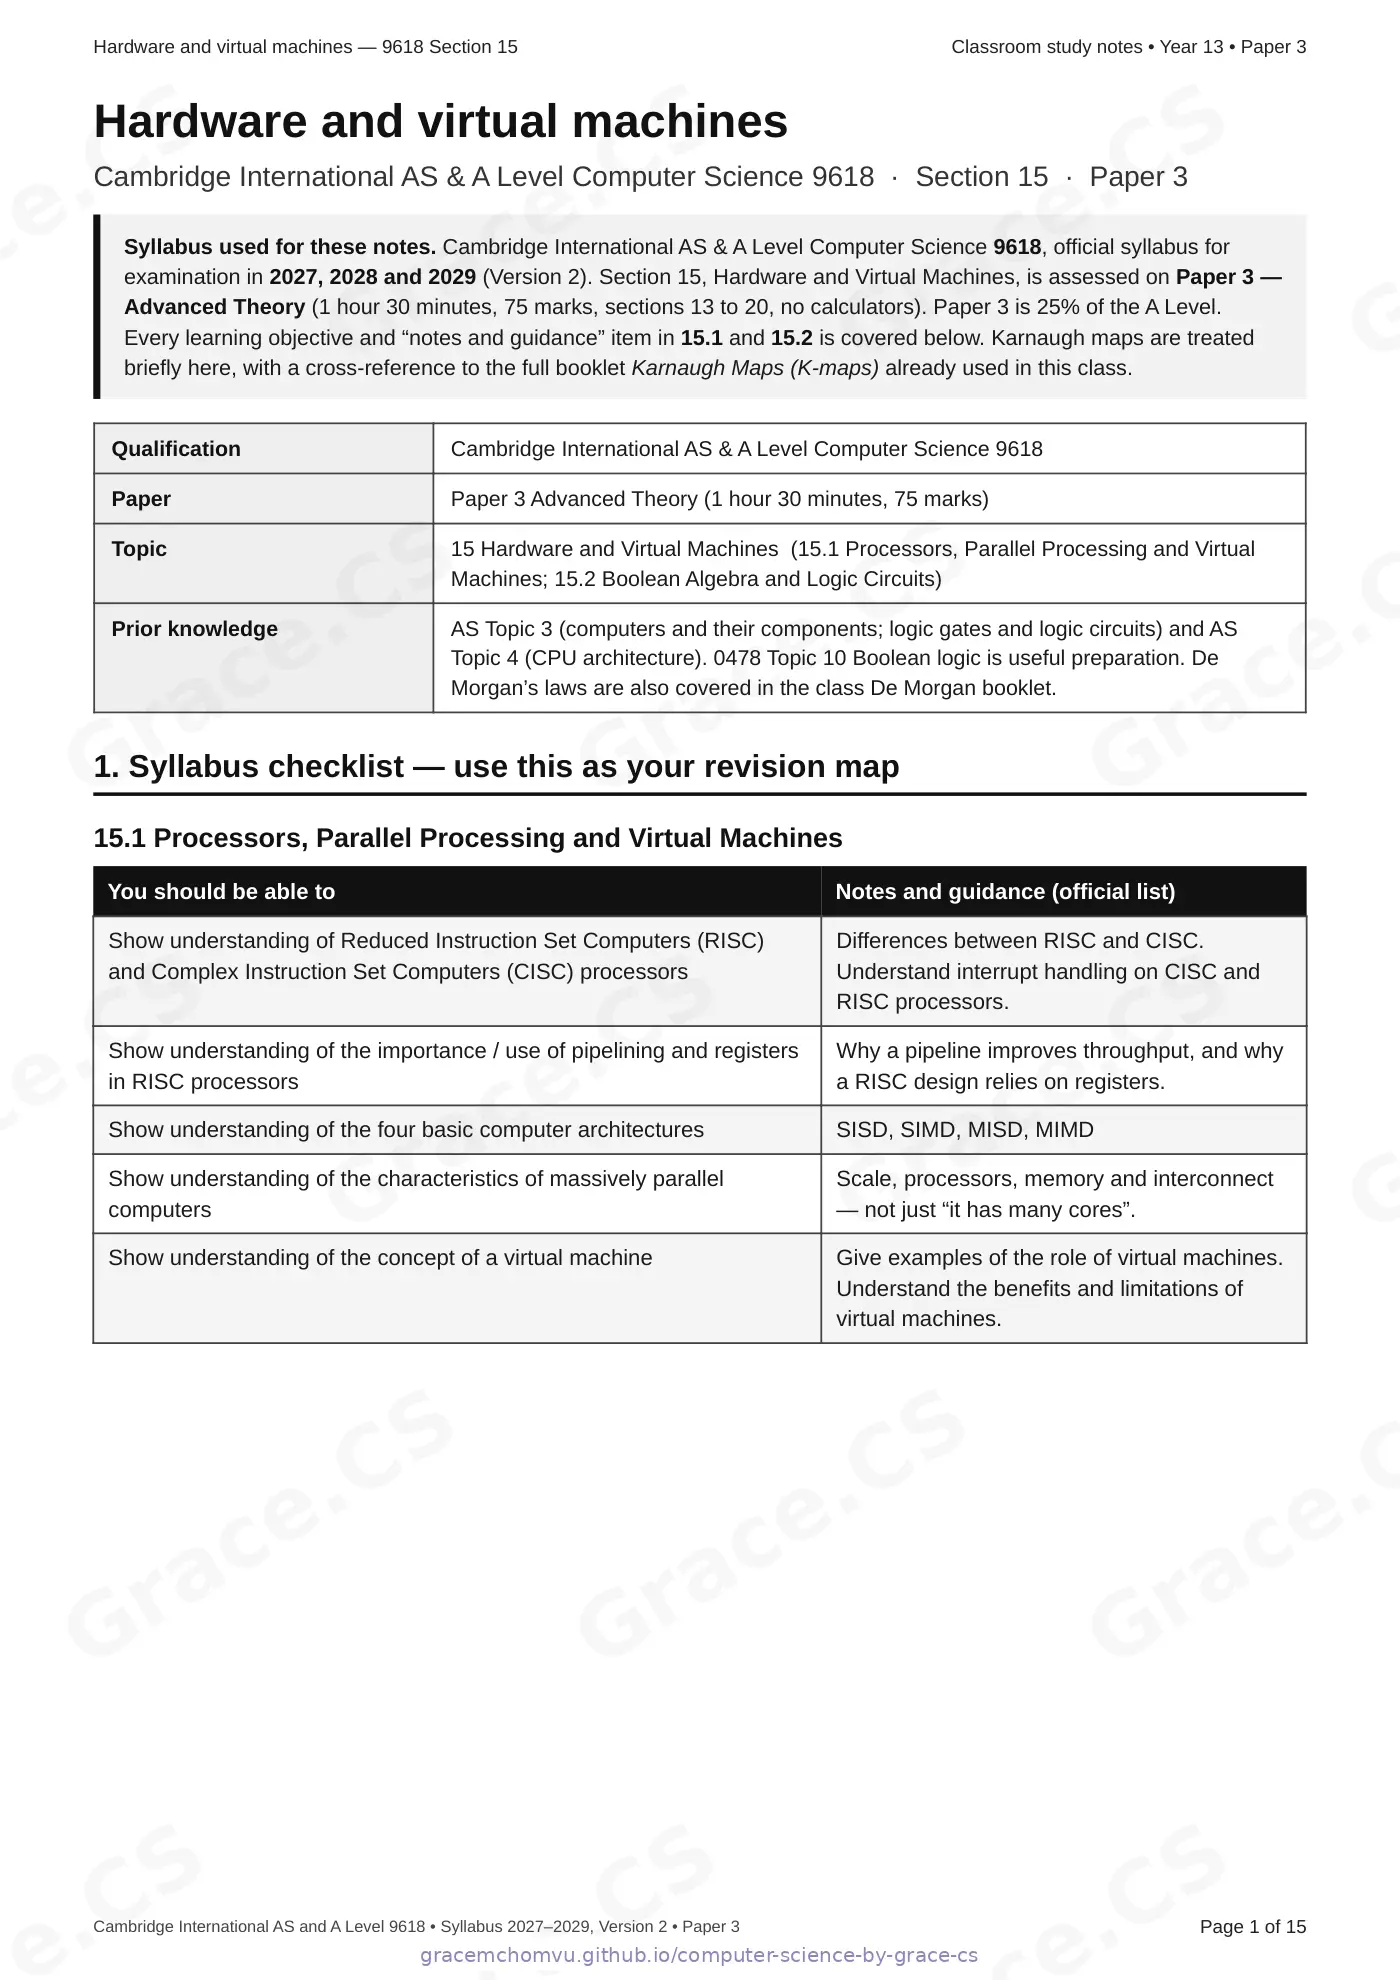 Hardware and virtual machines — 9618 Section 15
Classroom study notes • Year 13 • Paper 3
Hardware and virtual machines
Cambridge International AS & A Level Computer Science 9618 · Section 15 · Paper 3
Syllabus used for these notes. Cambridge International AS & A Level Computer Science 9618, official syllabus for
examination in 2027, 2028 and 2029 (Version 2). Section 15, Hardware and Virtual Machines, is assessed on Paper 3 —
Advanced Theory (1 hour 30 minutes, 75 marks, sections 13 to 20, no calculators). Paper 3 is 25% of the A Level.
Every learning objective and “notes and guidance” item in 15.1 and 15.2 is covered below. Karnaugh maps are treated
briefly here, with a cross-reference to the full booklet Karnaugh Maps (K-maps) already used in this class.
Qualification
Cambridge International AS & A Level Computer Science 9618
Paper
Paper 3 Advanced Theory (1 hour 30 minutes, 75 marks)
Topic
15 Hardware and Virtual Machines (15.1 Processors, Parallel Processing and Virtual
Machines; 15.2 Boolean Algebra and Logic Circuits)
Prior knowledge
AS Topic 3 (computers and their components; logic gates and logic circuits) and AS
Topic 4 (CPU architecture). 0478 Topic 10 Boolean logic is useful preparation. De
Morgan’s laws are also covered in the class De Morgan booklet.
1. Syllabus checklist — use this as your revision map
15.1 Processors, Parallel Processing and Virtual Machines
You should be able to
Notes and guidance (official list)
Show understanding of Reduced Instruction Set Computers (RISC)
and Complex Instruction Set Computers (CISC) processors
Differences between RISC and CISC.
Understand interrupt handling on CISC and
RISC processors.
Show understanding of the importance / use of pipelining and registers
in RISC processors
Why a pipeline improves throughput, and why
a RISC design relies on registers.
Show understanding of the four basic computer architectures
SISD, SIMD, MISD, MIMD
Show understanding of the characteristics of massively parallel
computers
Scale, processors, memory and interconnect
— not just “it has many cores”.
Show understanding of the concept of a virtual machine
Give examples of the role of virtual machines.
Understand the benefits and limitations of
virtual machines.
Cambridge International AS and A Level 9618 • Syllabus 2027–2029, Version 2 • Paper 3
Page 1 of 15
gracemchomvu.github.io/computer-science-by-grace-cs
Grace.CS